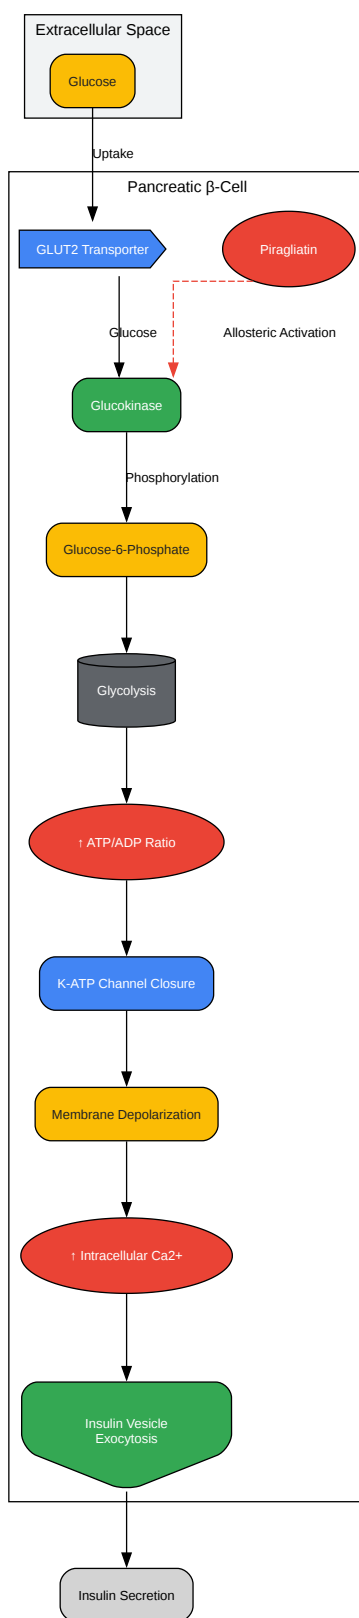 Extracellular Space
Glucose
Uptake
Pancreatic β-Cell
GLUT2 Transporter
Piragliatin
Glucose
Allosteric Activation
Glucokinase
Phosphorylation
Glucose-6-Phosphate
Glycolysis
↑ ATP/ADP Ratio
K-ATP Channel Closure
Membrane Depolarization
↑ Intracellular Ca2+
Insulin Vesicle
Exocytosis
Insulin Secretion